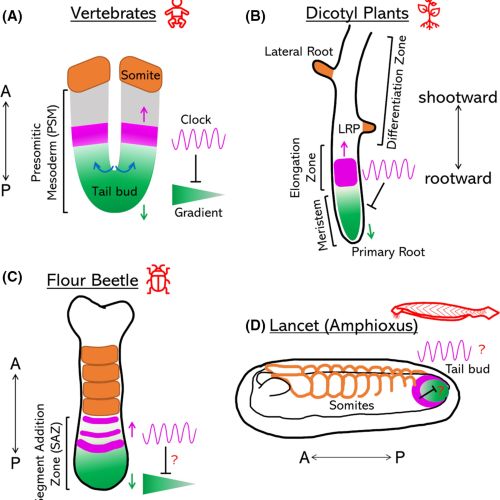 (A) Vertebrates
Somite
A
P
Presomitic
Mesoderm (PSM)
Clock
Tail bud
Gradient
(B) Dicotyl Plants
Lateral Root
Differentiation Zone
shootward
rootward
LRP
Elongation
Zone
Meristem
Primary Root
(C) Flour Beetle
A
P
Segment Addition
Zone (SAZ)
?
(D) Lancet (Amphioxus)
?
Tail bud
?
Somites
A P